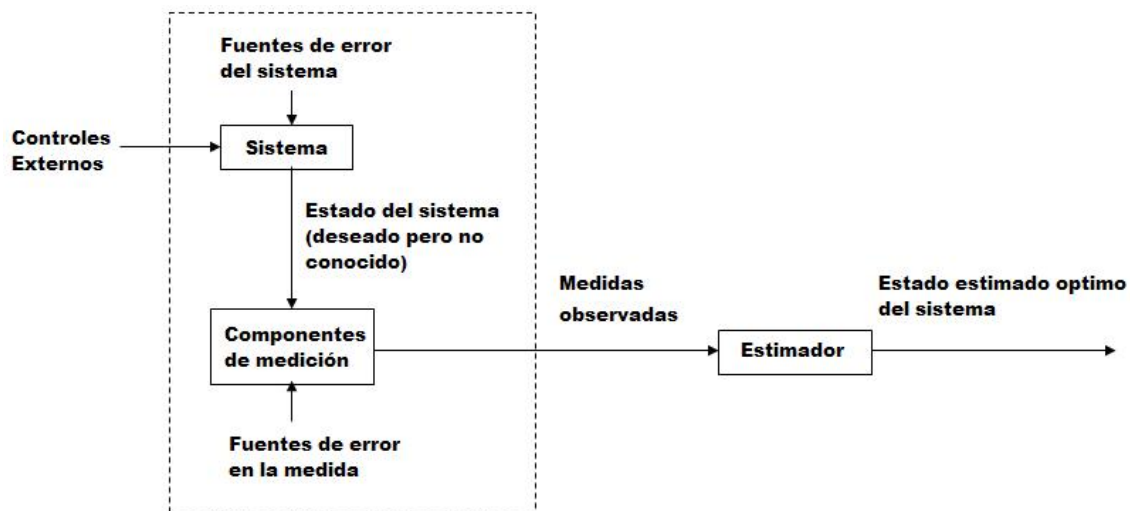 Fuentes de error
del sistema
Controles
Externos
Sistema
Estado del sistema
(deseado pero no
conocido)
Medidas
observadas
Estado estimado optimo
del sistema
Componentes
de medición
Estimador
Fuentes de error
en la medida